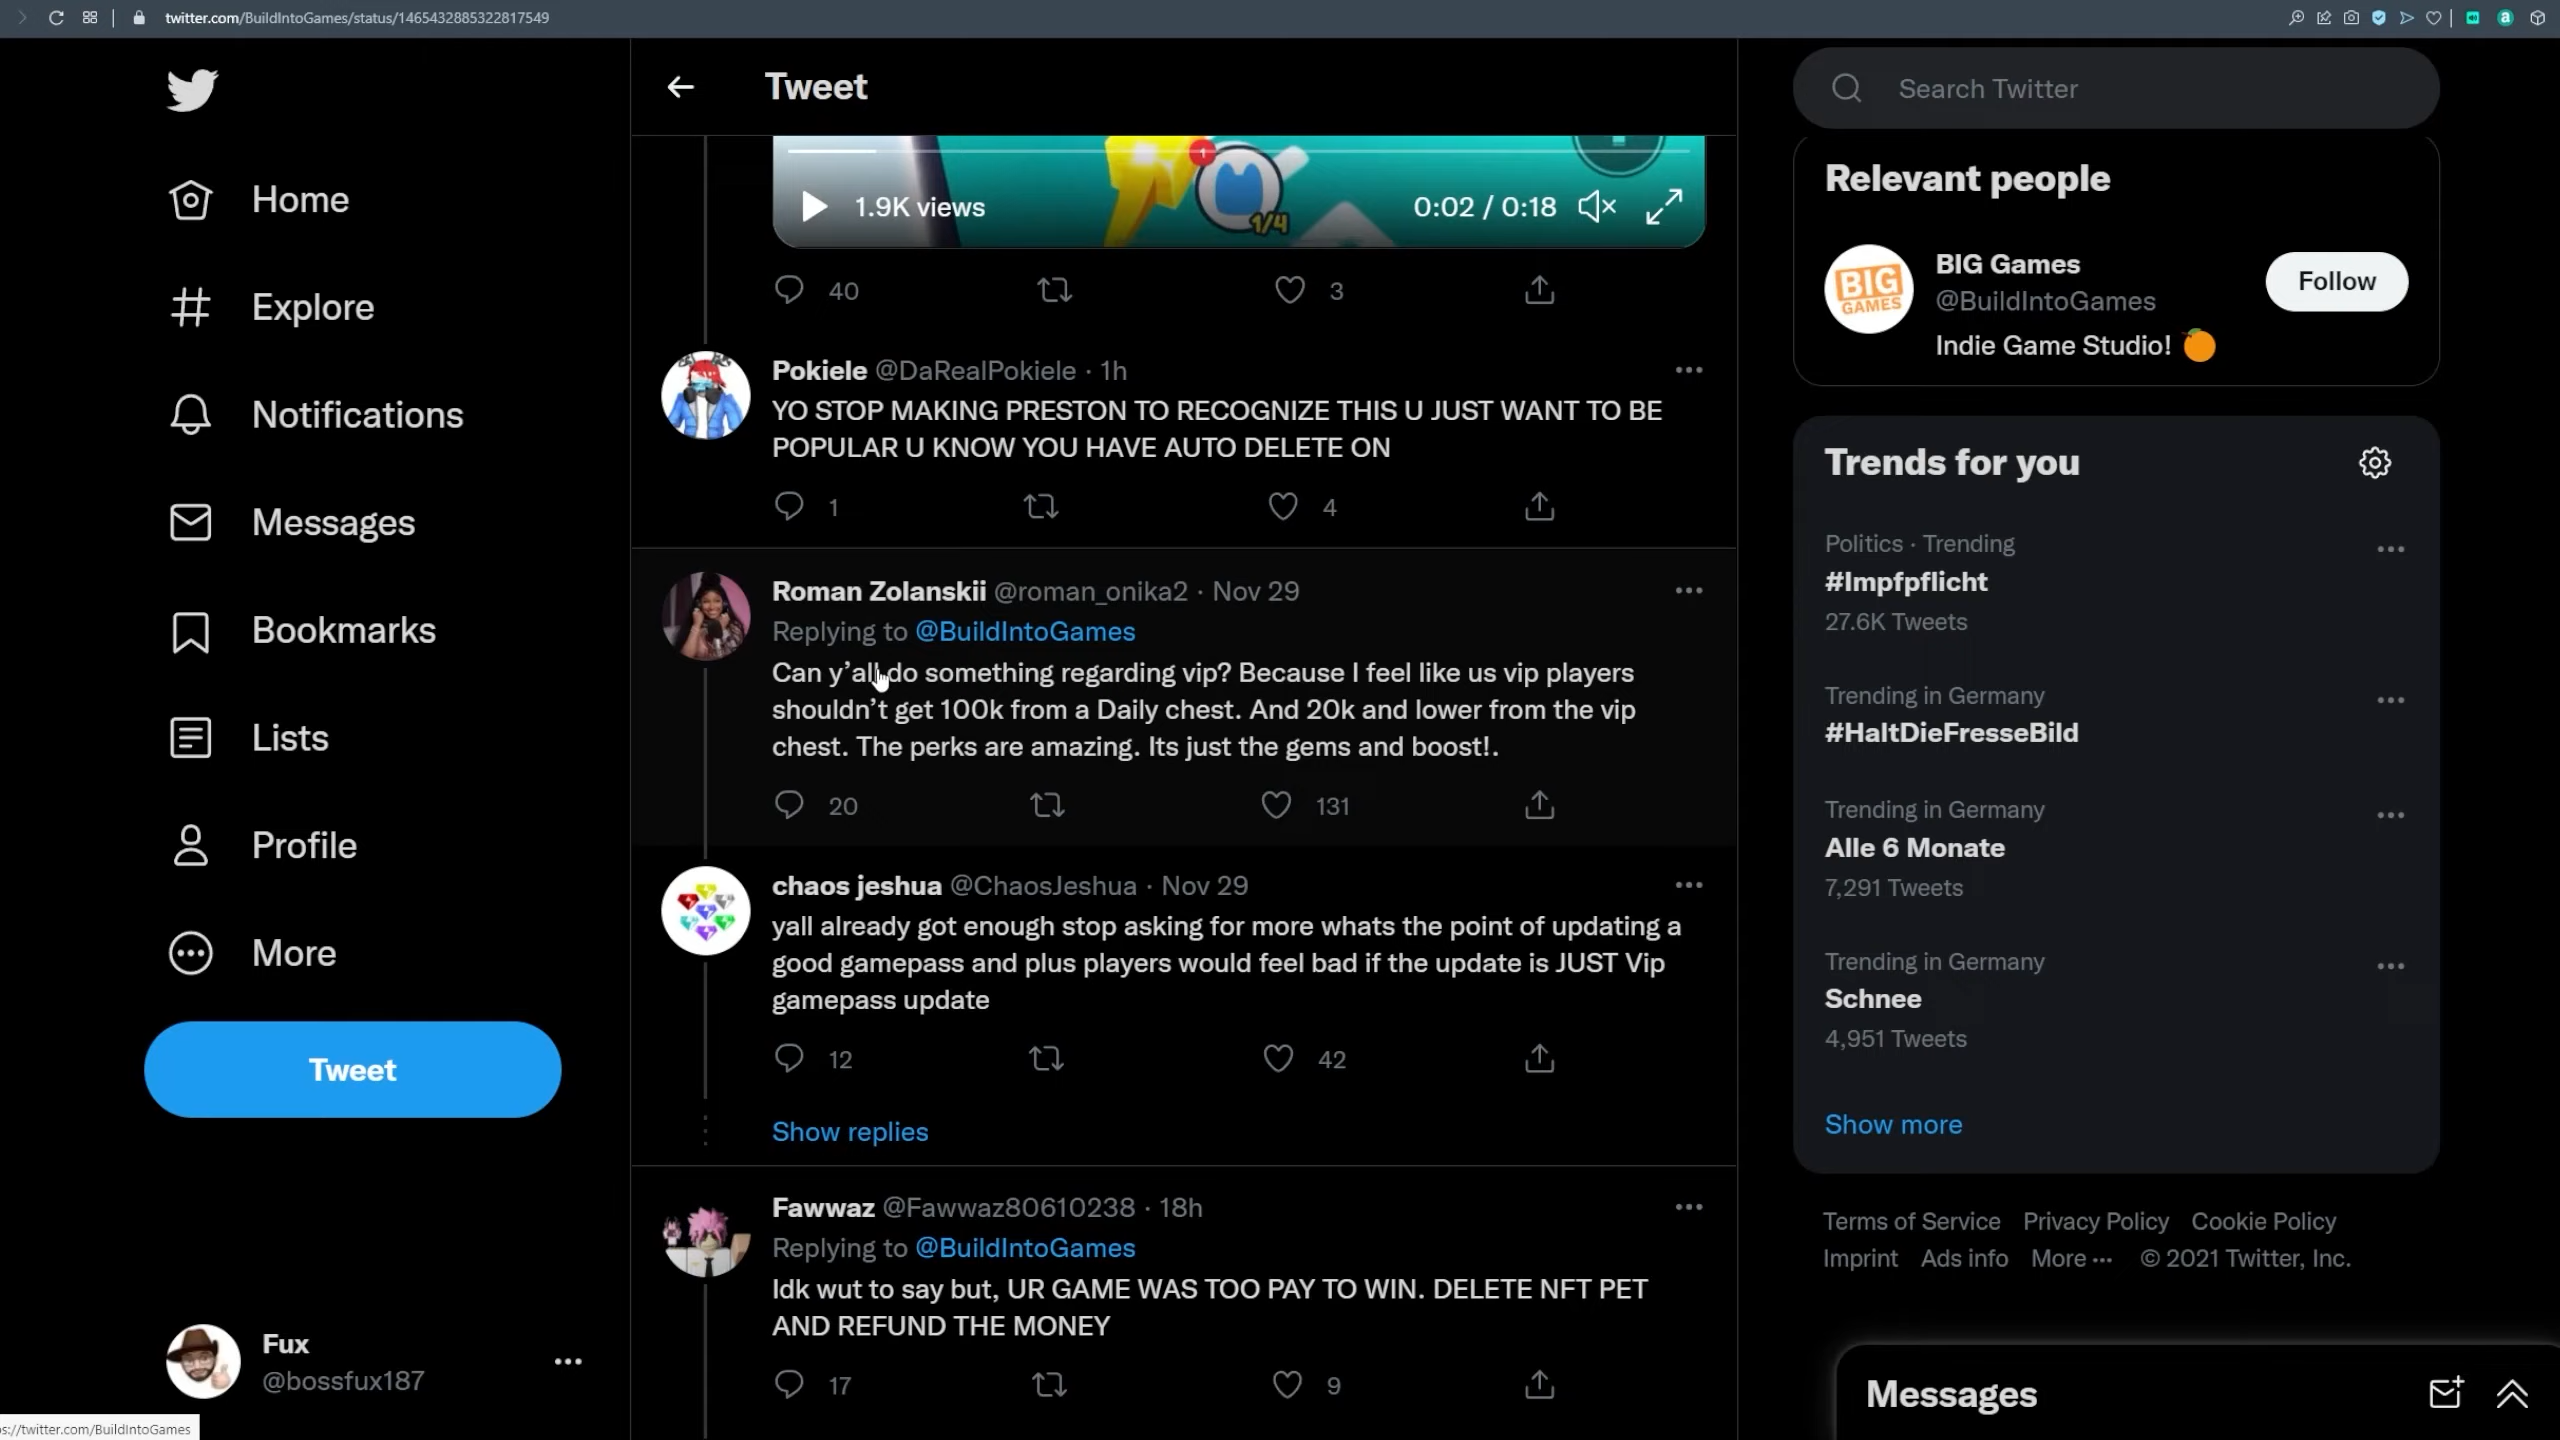 twitter.com/BuildIntoGames/status/1465432885322817549
Home
Explore
Notifications
Messages
Bookmarks
Lists
Profile
More
Tweet
Fux
@bossfux187
s://twitter.com/BuildIntoGames
Tweet
1
1/4
1.9K views
0:02 / 0:18
40
3
Pokiele @DaRealPokiele · 1h
YO STOP MAKING PRESTON TO RECOGNIZE THIS U JUST WANT TO BE
POPULAR U KNOW YOU HAVE AUTO DELETE ON
1
4
Roman Zolanskii @roman_onika2 · Nov 29
Replying to @BuildIntoGames
Can y’all do something regarding vip? Because I feel like us vip players
shouldn’t get 100k from a Daily chest. And 20k and lower from the vip
chest. The perks are amazing. Its just the gems and boost!.
20
131
chaos jeshua @ChaosJeshua · Nov 29
yall already got enough stop asking for more whats the point of updating a
good gamepass and plus players would feel bad if the update is JUST Vip
gamepass update
12
42
Show replies
Fawwaz @Fawwaz80610238 · 18h
Replying to @BuildIntoGames
Idk wut to say but, UR GAME WAS TOO PAY TO WIN. DELETE NFT PET
AND REFUND THE MONEY
17
9
Search Twitter
Relevant people
BIG GAMES
BIG Games
@BuildIntoGames
Follow
Indie Game Studio! 🍊
Trends for you
Politics · Trending
#Impfpflicht
27.6K Tweets
Trending in Germany
#HaltDieFresseBild
Trending in Germany
Alle 6 Monate
7,291 Tweets
Trending in Germany
Schnee
4,951 Tweets
Show more
Terms of Service Privacy Policy Cookie Policy
Imprint Ads info More ··· © 2021 Twitter, Inc.
Messages